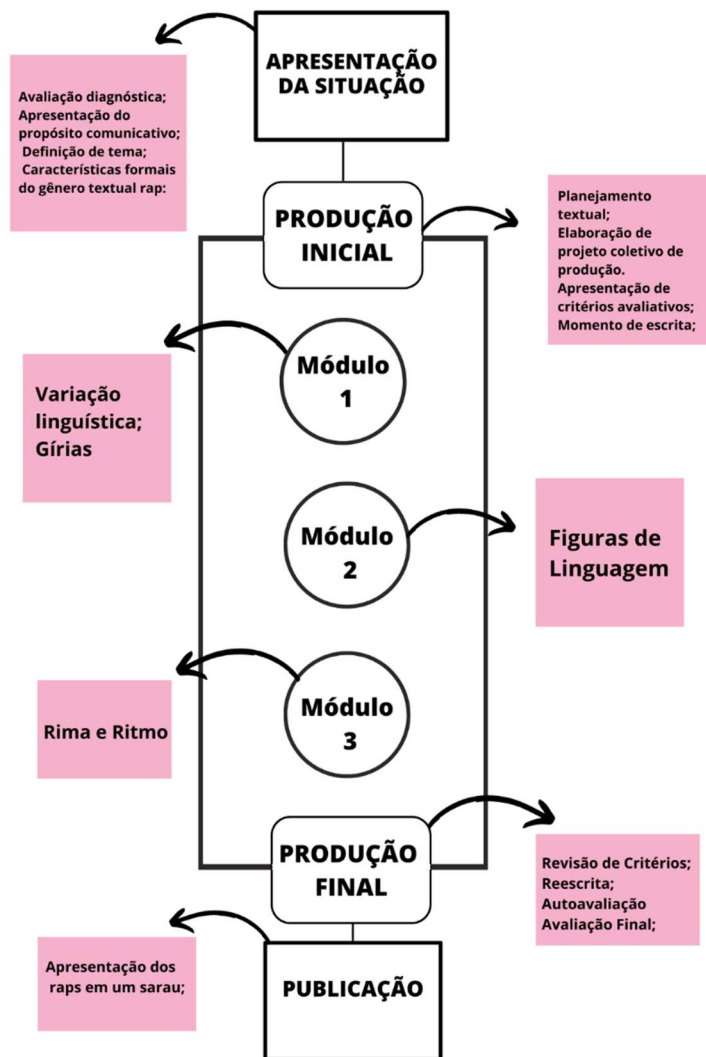 APRESENTAÇÃO
DA SITUAÇÃO
Avaliação diagnóstica;
Apresentação do
propósito comunicativo;
Definição de tema;
Características formais
do gênero textual rap:
PRODUÇÃO
INICIAL
Planejamento
textual;
Elaboração de
projeto coletivo de
produção.
Apresentação de
critérios avaliativos;
Momento de escrita;
Módulo
1
Variação
linguística;
Gírias
Módulo
2
Figuras de
Linguagem
Módulo
3
Rima e Ritmo
PRODUÇÃO
FINAL
Revisão de Critérios;
Reescrita;
Autoavaliação
Avaliação Final;
PUBLICAÇÃO
Apresentação dos
raps em um sarau;